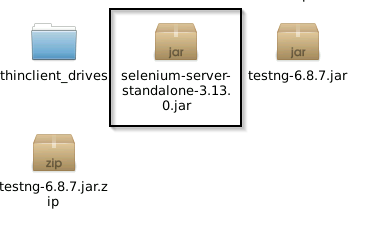 jar
jar
thinclient_drives
selenium-server-
standalone-3.13.
0.jar
testng-6.8.7.jar
zip
testng-6.8.7.jar.z
ip